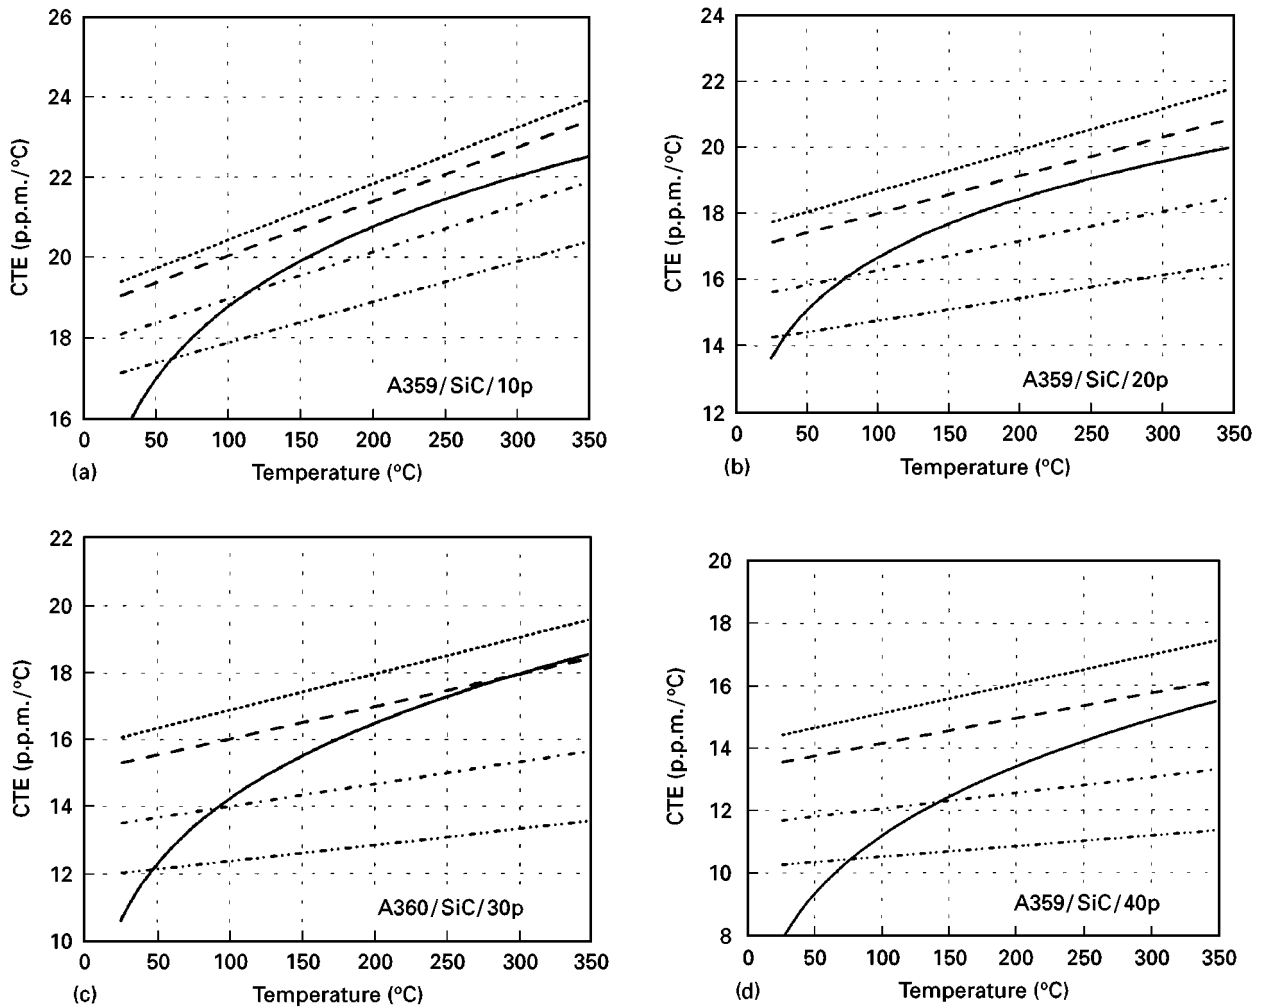 26
24
22
20
18
16
CTE (p.p.m./°C)
A359/SiC/10p
0 50 100 150 200 250 300 350
(a) Temperature (°C)
24
22
20
18
16
14
12
CTE (p.p.m./°C)
A359/SiC/20p
0 50 100 150 200 250 300 350
(b) Temperature (°C)
22
20
18
16
14
12
10
CTE (p.p.m./°C)
A360/SiC/30p
0 50 100 150 200 250 300 350
(c) Temperature (°C)
20
18
16
14
12
10
8
CTE (p.p.m./°C)
A359/SiC/40p
0 50 100 150 200 250 300 350
(d) Temperature (°C)